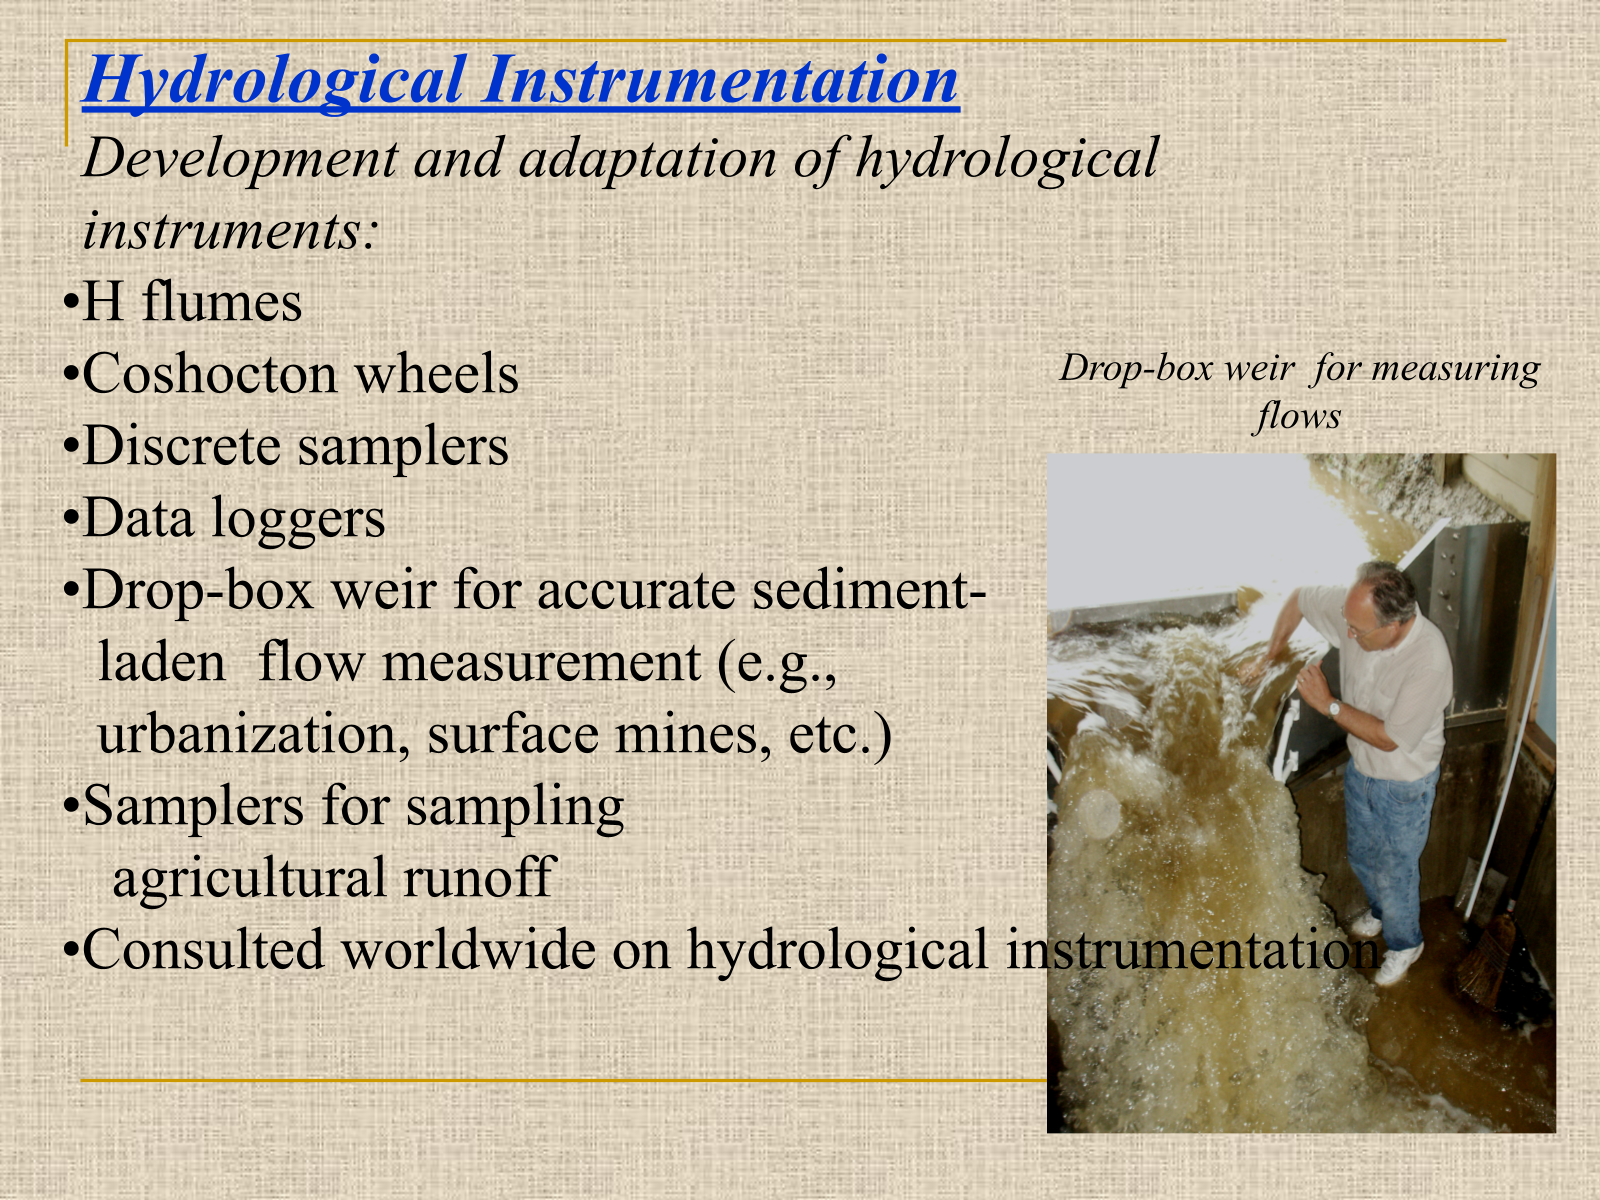 Hydrological Instrumentation
Development and adaptation of hydrological
instruments:
•H flumes
•Coshocton wheels
•Discrete samplers
•Data loggers
•Drop-box weir for accurate sediment-
laden  flow measurement (e.g.,
urbanization, surface mines, etc.)
•Samplers for sampling
agricultural runoff
•Consulted worldwide on hydrological instrumentation
Drop-box weir  for measuring
flows